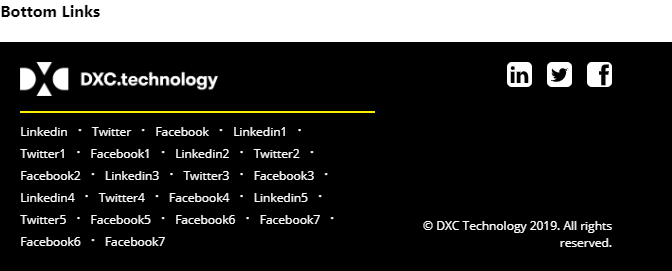 Bottom Links
DXC.technology
Linkedin · Twitter · Facebook · Linkedin1 ·
Twitter1 · Facebook1 · Linkedin2 · Twitter2 ·
Facebook2 · Linkedin3 · Twitter3 · Facebook3 ·
Linkedin4 · Twitter4 · Facebook4 · Linkedin5 ·
Twitter5 · Facebook5 · Facebook6 · Facebook7 ·
Facebook6 · Facebook7
© DXC Technology 2019. All rights
reserved.